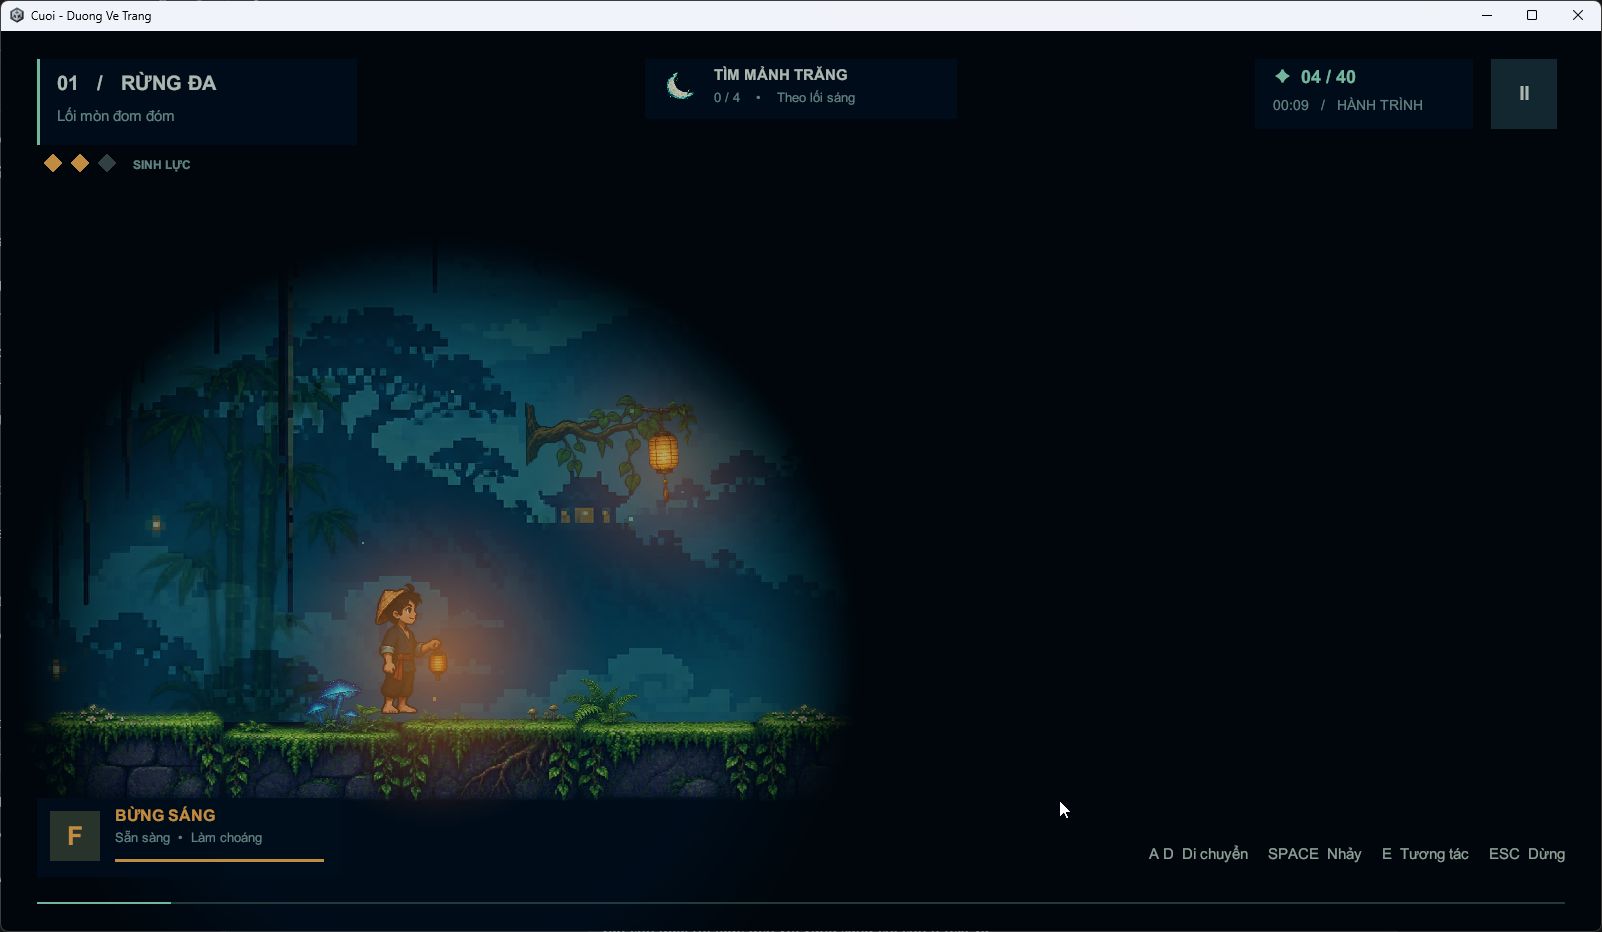 Cuoi - Duong Ve Trang
01 / RỪNG ĐA
Lối mòn đom đóm
SINH LỰC
TÌM MẢNH TRĂNG
0 / 4 • Theo lối sáng
04 / 40
00:09 / HÀNH TRÌNH
F
BỪNG SÁNG
Sẵn sàng • Làm choáng
A D Di chuyển SPACE Nhảy E Tương tác ESC Dừng